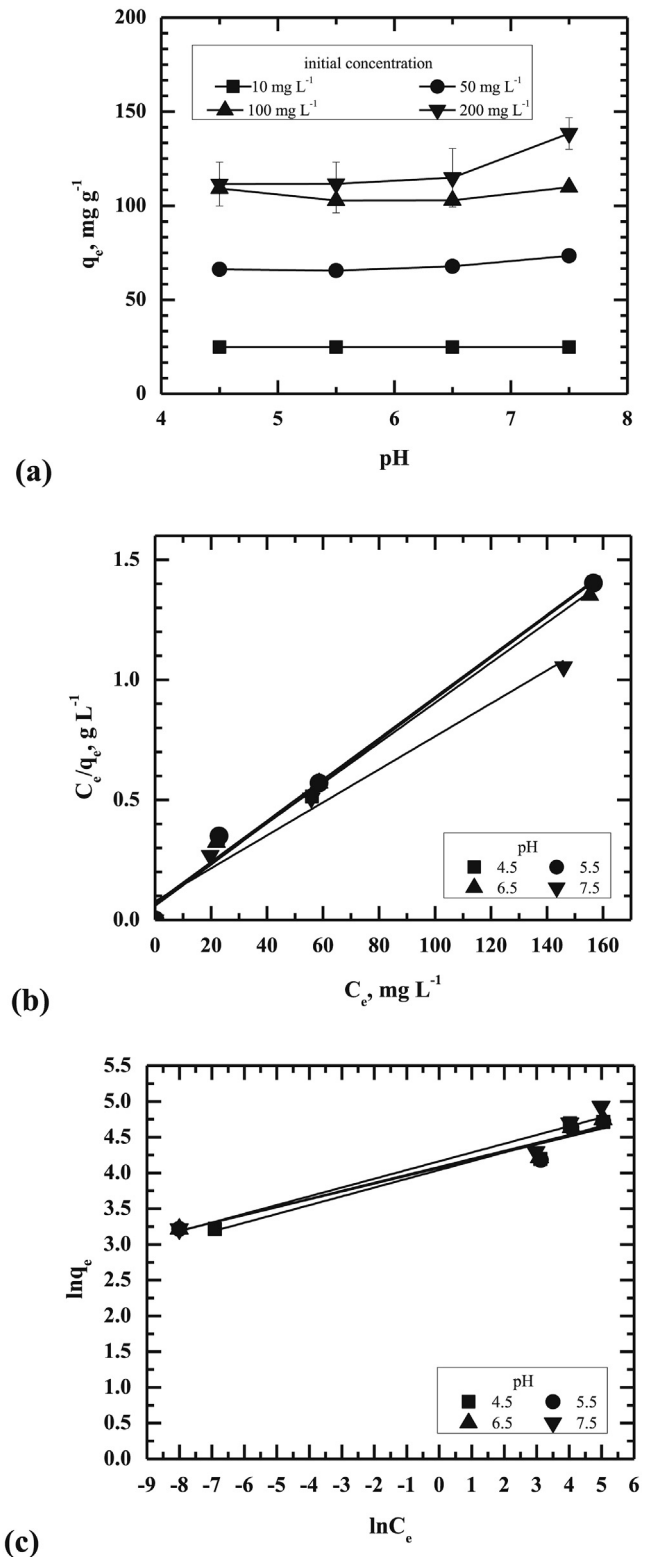 200
150
100
50
0
4
5
6
7
8
initial concentration
10 mg L⁻¹ 50 mg L⁻¹
100 mg L⁻¹ 200 mg L⁻¹
qₑ, mg g⁻¹
pH
(a)
1.5
1.0
0.5
0.0
0 20 40 60 80 100 120 140 160
Cₑ/qₑ, g L⁻¹
pH
4.5 5.5
6.5 7.5
Cₑ, mg L⁻¹
(b)
5.5
5.0
4.5
4.0
3.5
3.0
2.5
2.0
1.5
1.0
0.5
0.0
-9 -8 -7 -6 -5 -4 -3 -2 -1 0 1 2 3 4 5 6
lnqₑ
pH
4.5 5.5
6.5 7.5
lnCₑ
(c)